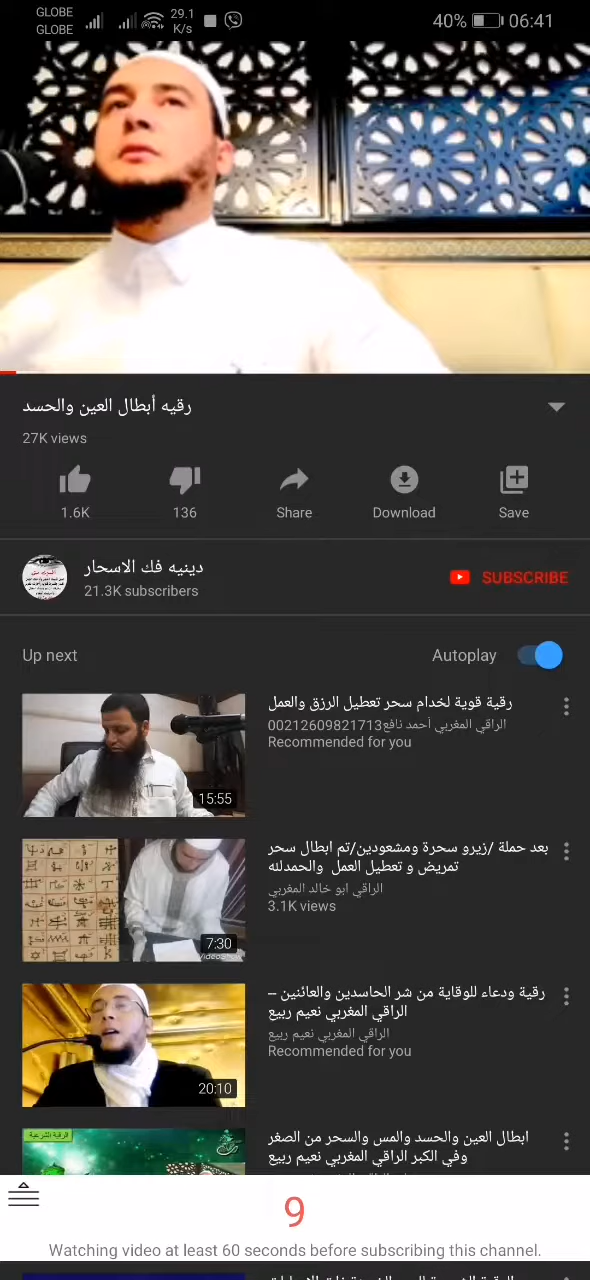 GLOBE
GLOBE
29.1
K/s
40%
06:41
رقيه أبطال العين والحسد
27K views
1.6K
136
Share
Download
Save
دينيه فك الاسحار
21.3K subscribers
SUBSCRIBE
Up next
Autoplay
رقية قوية لخدام سحر تعطيل الرزق والعمل
الراقي المغربي أحمد نافع00212609821713
Recommended for you
15:55
بعد حملة /زيرو سحرة ومشعودين/تم ابطال سحر
تمريض و تعطيل العمل والحمدلله
الراقي ابو خالد المغربي
3.1K views
7:30
رقية ودعاء للوقاية من شر الحاسدين والعائنين –
الراقي المغربي نعيم ربيع
الراقي المغربي نعيم ربيع
Recommended for you
20:10
ابطال العين والحسد والمس والسحر من الصغر
وفي الكبر الراقي المغربي نعيم ربيع
الرقية الشرعية
9
Watching video at least 60 seconds before subscribing this channel.